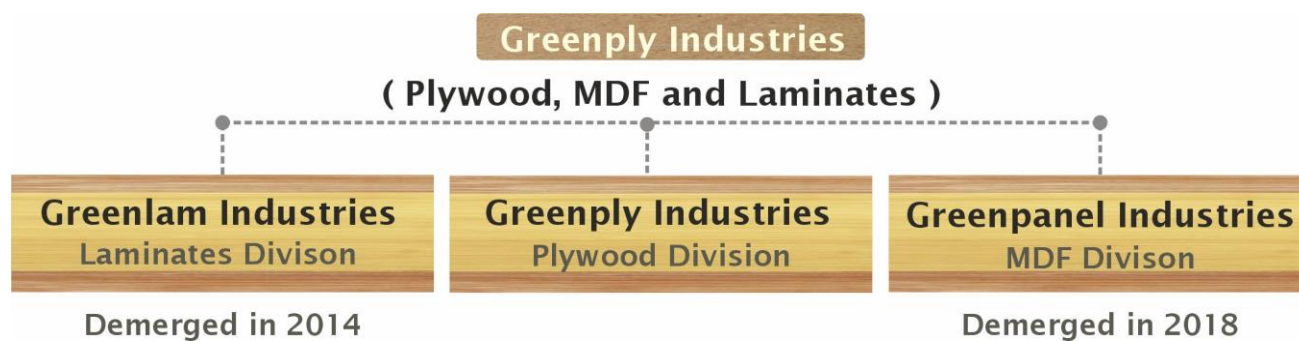 Greenply Industries
( Plywood, MDF and Laminates )
Greenlam Industries
Laminates Divison
Greenply Industries
Plywood Division
Greenpanel Industries
MDF Divison
Demerged in 2014
Demerged in 2018